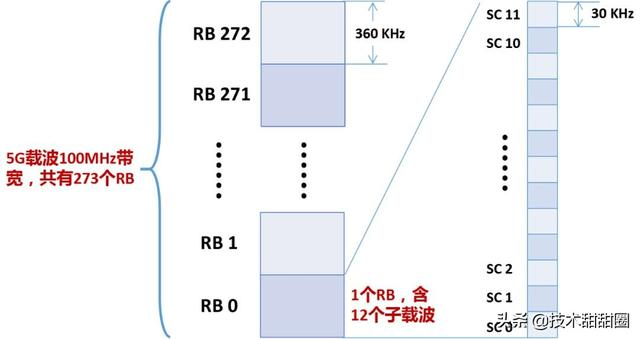 RB 272
360 KHz
RB 271
5G载波100MHz带
宽，共有273个RB
RB 1
RB 0
1个RB，含
12个子载波
SC 11
30 KHz
SC 10
SC 2
SC 1
SC 0
头条 @技术甜甜圈